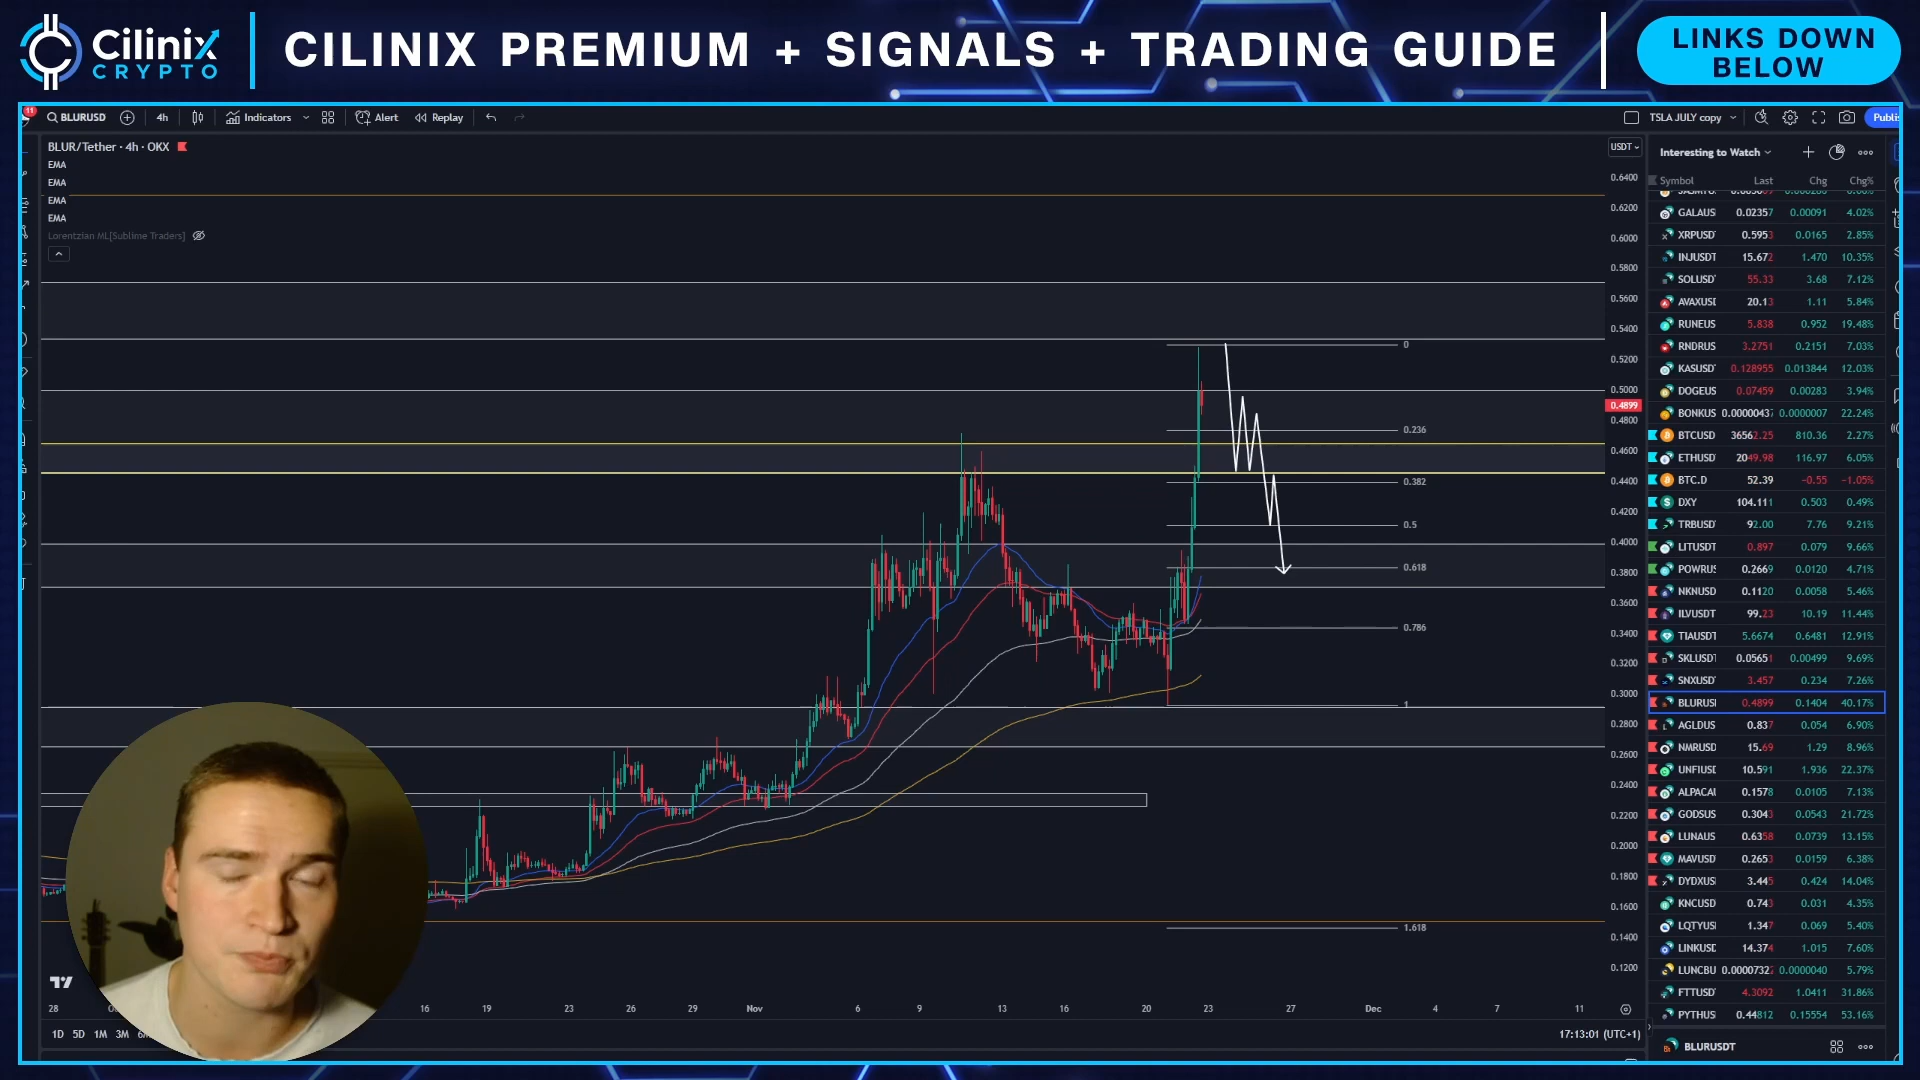 Cilinix
CRYPTO
CILINIX PREMIUM + SIGNALS + TRADING GUIDE
LINKS DOWN
BELOW
11
BLURUSD
4h
Indicators
Alert
Replay
TSLA JULY copy
BLUR/Tether · 4h · OKX
EMA
EMA
EMA
EMA
Lorentzian ML[Sublime Traders]
USDT
0.6400
0.6200
0.6000
0.5800
0.5600
0.5400
0.5200
0.5000
0.4899
0.4800
0.4600
0.4400
0.4200
0.4000
0.3800
0.3600
0.3400
0.3200
0.3000
0.2800
0.2600
0.2400
0.2200
0.2000
0.1800
0.1600
0.1400
0.1200
0
0.236
0.382
0.5
0.618
0.786
1
1.618
28
16
19
23
26
29
Nov
6
9
13
16
20
23
27
Dec
4
7
11
1D 5D 1M 3M
17:13:01 (UTC+1)
Interesting to Watch
Symbol Last Chg Chg%
GALAUS 0.02357 0.00091 4.02%
XRPUSD 0.5953 0.0165 2.85%
INJUSDT 15.672 1.470 10.35%
SOLUSD 55.33 3.68 7.12%
AVAXUSI 20.13 1.11 5.84%
RUNEUS 5.838 0.952 19.48%
RNDRUS 3.2751 0.2151 7.03%
KASUSD 0.128955 0.013844 12.03%
DOGEUS 0.07459 0.00283 3.94%
BONKUS 0.00000437 0.0000007 22.24%
BTCUSD 36562.25 810.36 2.27%
ETHUSD 2049.98 116.97 6.05%
BTC.D 52.39 −0.55 −1.05%
DXY 104.111 0.503 0.49%
TRBUSD 92.00 7.76 9.21%
LITUSDT 0.897 0.079 9.66%
POWRUS 0.2669 0.0120 4.71%
NKNUSD 0.1120 0.0058 5.46%
ILVUSDT 99.23 10.19 11.44%
TIAUSDT 5.6674 0.6481 12.91%
SKLUSDT 0.05651 0.00499 9.69%
SNXUSD 3.457 0.234 7.26%
BLURUS 0.4899 0.1404 40.17%
AGLDUS 0.837 0.054 6.90%
NMRUSD 15.69 1.29 8.96%
UNFIUSI 10.591 1.936 22.37%
ALPACAI 0.1578 0.0105 7.13%
GODSUS 0.3043 0.0543 21.72%
LUNAUS 0.6358 0.0739 13.15%
MAVUSD 0.2653 0.0159 6.38%
DYDXUS 3.445 0.424 14.04%
KNCUSD 0.743 0.031 4.35%
LQTYUS 1.347 0.069 5.40%
LINKUSD 14.374 1.015 7.60%
LUNCBU 0.0000732 0.0000040 5.79%
FTTUSD 4.3092 1.0411 31.86%
PYTHUS 0.44812 0.15554 53.16%
BLURUSDT